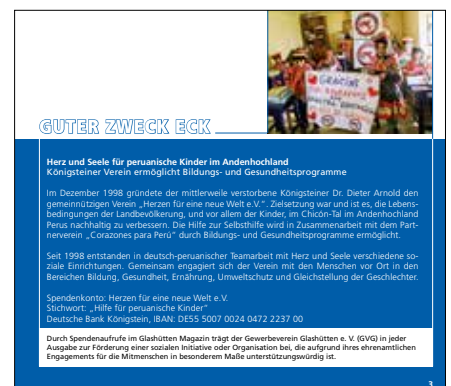 GRACIAS
GUTER ZWECK ECK
Herz und Seele für peruanische Kinder im Andenhochland
Königsteiner Verein ermöglicht Bildungs- und Gesundheitsprogramme
Im Dezember 1998 gründete der mittlerweile verstorbene Königsteiner Dr. Dieter Arnold den
gemeinnützigen Verein „Herzen für eine neue Welt e.V.“. Zielsetzung war und ist es, die Lebens-
bedingungen der Landbevölkerung, und vor allem der Kinder, im Chicón-Tal im Andenhochland
Perus nachhaltig zu verbessern. Die Hilfe zur Selbsthilfe wird in Zusammenarbeit mit dem Part-
nerverein „Corazones para Perú“ durch Bildungs- und Gesundheitsprogramme ermöglicht.
Seit 1998 entstanden in deutsch-peruanischer Teamarbeit mit Herz und Seele verschiedene so-
ziale Einrichtungen. Gemeinsam engagiert sich der Verein mit den Menschen vor Ort in den
Bereichen Bildung, Gesundheit, Ernährung, Umweltschutz und Gleichstellung der Geschlechter.
Spendenkonto: Herzen für eine neue Welt e.V.
Stichwort: „Hilfe für peruanische Kinder“
Deutsche Bank Königstein, IBAN: DE55 5007 0024 0472 2237 00
Durch Spendenaufrufe im Glashütten Magazin trägt der Gewerbeverein Glashütten e. V. (GVG) in jeder
Ausgabe zur Förderung einer sozialen Initiative oder Organisation bei, die aufgrund ihres ehrenamtlichen
Engagements für die Mitmenschen in besonderem Maße unterstützungswürdig ist.
3